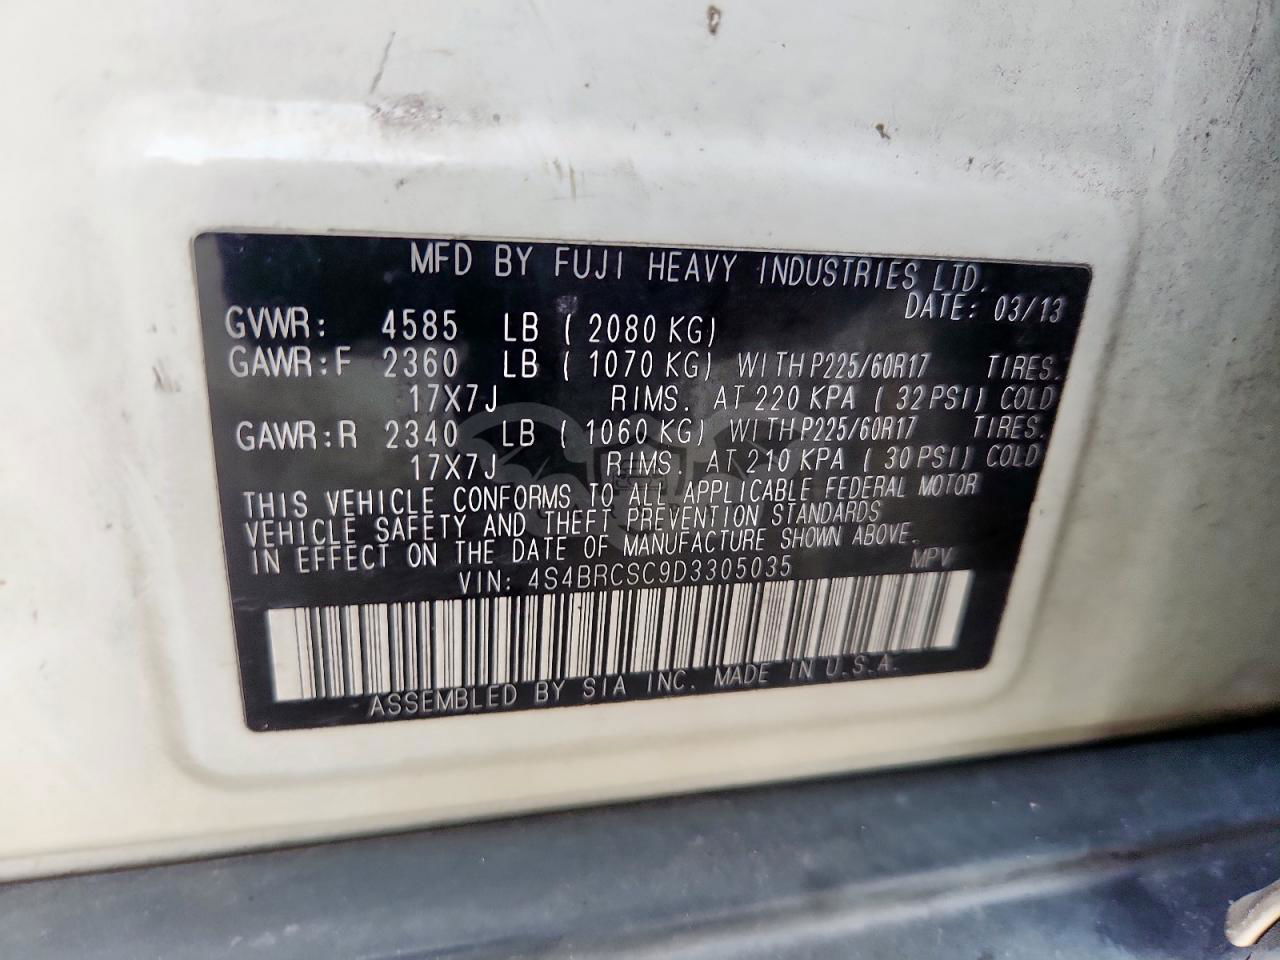 MFD BY FUJI HEAVY INDUSTRIES LTD.
DATE: 03/13
GVWR: 4585 LB ( 2080 KG)
GAWR:F 2360 LB ( 1070 KG) WITH P225/60R17 TIRES.
17X7J RIMS. AT 220 KPA ( 32 PSI) COLD
GAWR:R 2340 LB ( 1060 KG) WITH P225/60R17 TIRES.
17X7J RIMS. AT 210 KPA ( 30 PSI) COLD
THIS VEHICLE CONFORMS TO ALL APPLICABLE FEDERAL MOTOR
VEHICLE SAFETY AND THEFT PREVENTION STANDARDS
IN EFFECT ON THE DATE OF MANUFACTURE SHOWN ABOVE.
VIN: 4S4BRCSC9D3305035 MPV
ASSEMBLED BY SIA INC. MADE IN U.S.A.